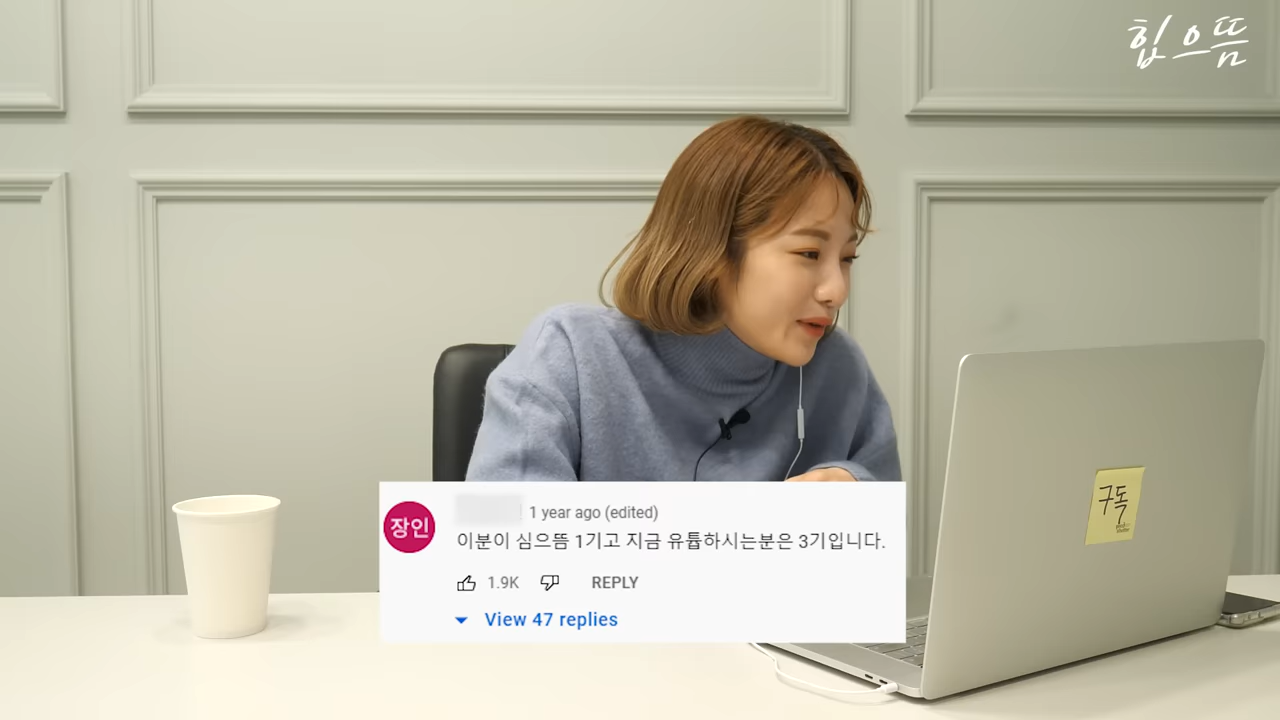 힙으뜸
장인
1 year ago (edited)
이분이 심으뜸 1기고 지금 유튭하시는분은 3기입니다.
1.9K
REPLY
View 47 replies
구독